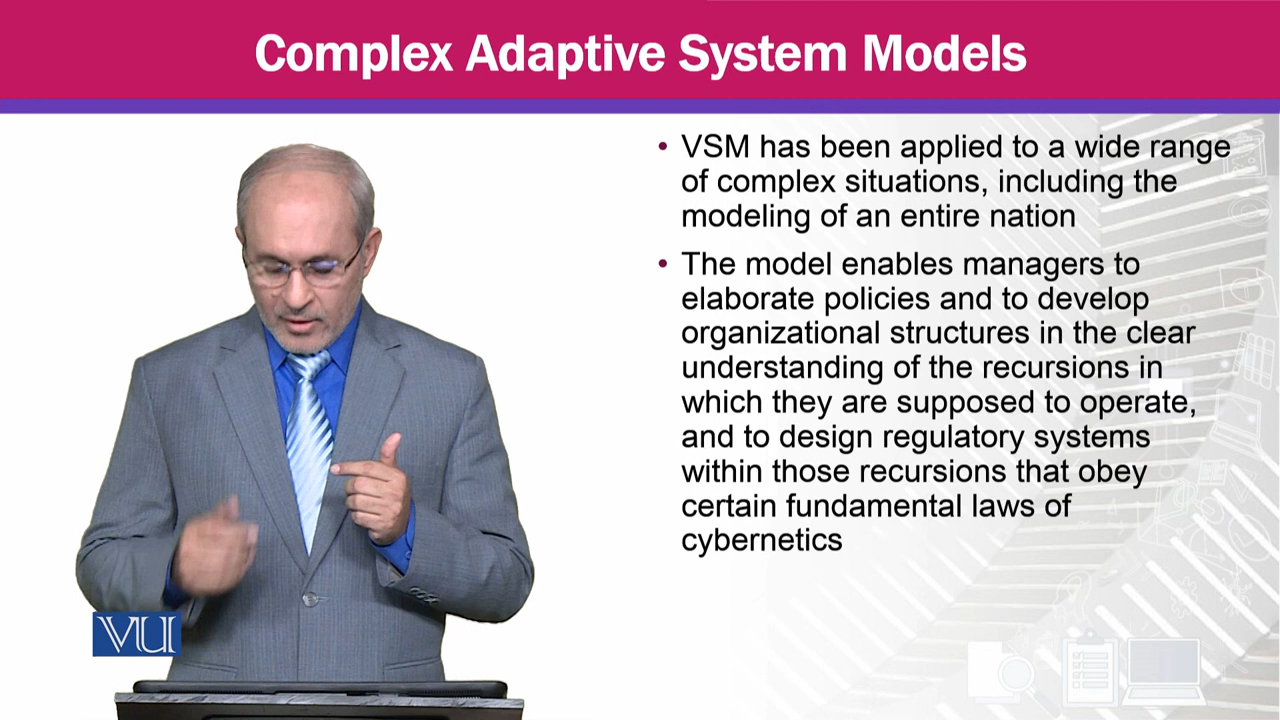 Complex Adaptive System Models
• VSM has been applied to a wide range
of complex situations, including the
modeling of an entire nation
• The model enables managers to
elaborate policies and to develop
organizational structures in the clear
understanding of the recursions in
which they are supposed to operate,
and to design regulatory systems
within those recursions that obey
certain fundamental laws of
cybernetics
VU